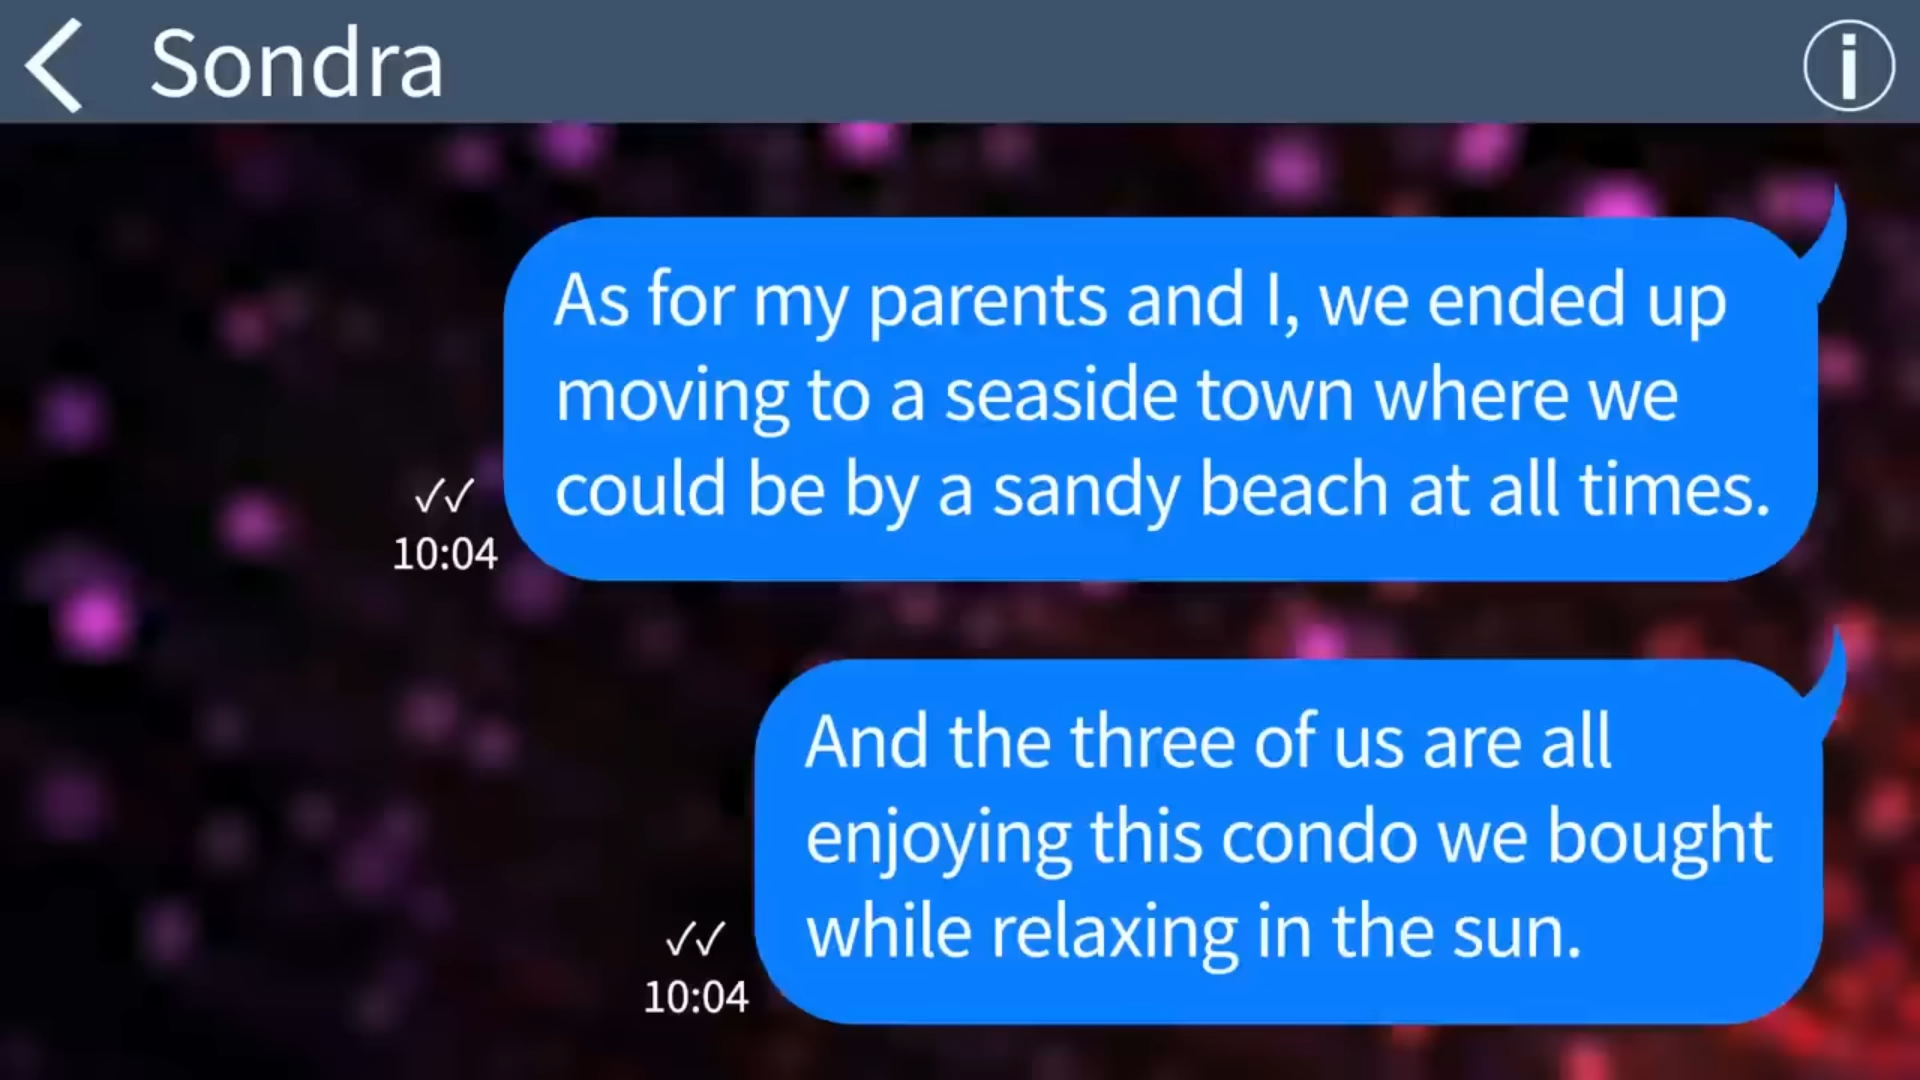 Sondra
As for my parents and I, we ended up
moving to a seaside town where we
could be by a sandy beach at all times.
✓✓
10:04
And the three of us are all
enjoying this condo we bought
while relaxing in the sun.
✓✓
10:04